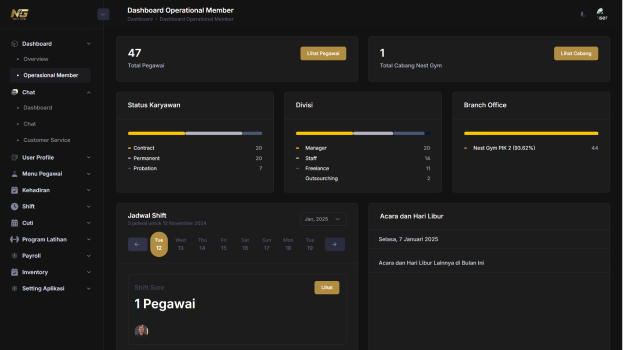 NG
Dashboard Operational Member
Dashboard • Dashboard Operational Member
Dashboard
Overview
Operasional Member
Chat
Dashboard
Chat
Customer Service
User Profile
Menu Pegawai
Kehadiran
Shift
Cuti
Program Latihan
Payroll
Inventory
Setting Aplikasi
47
Total Pegawai
Lihat Pegawai
1
Total Cabang Nest Gym
Lihat Cabang
Status Karyawan
Contract 20
Permanent 20
Probation 7
Divisi
Manager 20
Staff 14
Freelance 11
Outsourching 2
Branch Office
Nest Gym PIK 2 (93.62%) 44
Jadwal Shift
3 jadwal untuk 12 November 2024
Jan, 2025
Tue Wed Thu Fri Sat Sun Mon Tue
12 13 14 15 16 17 18 19
Shift Sore
Lihat
1 Pegawai
Acara dan Hari Libur
Selasa, 7 Januari 2025
Acara dan Hari Libur Lainnya di Bulan Ini